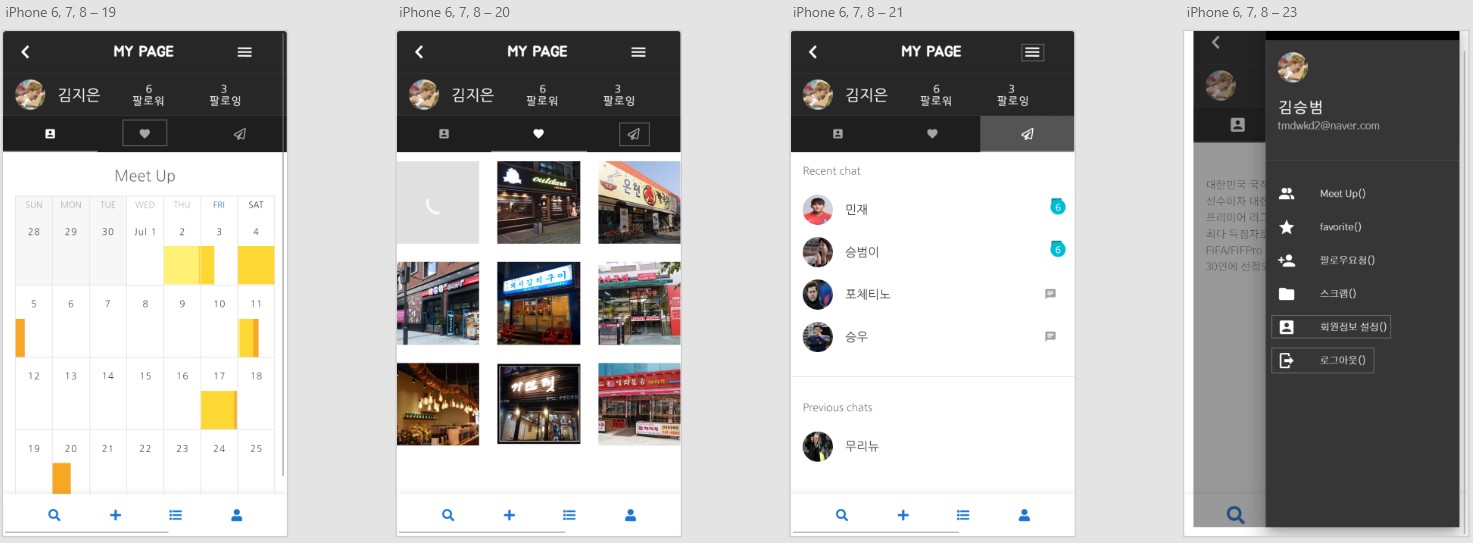 iPhone 6, 7, 8 – 19
MY PAGE
김지은
6
팔로워
3
팔로잉
Meet Up
SUN MON TUE WED THU FRI SAT
28 29 30 Jul 1 2 3 4
5 6 7 8 9 10 11
12 13 14 15 16 17 18
19 20 21 22 23 24 25
iPhone 6, 7, 8 – 20
MY PAGE
김지은
6
팔로워
3
팔로잉
iPhone 6, 7, 8 – 21
MY PAGE
김지은
6
팔로워
3
팔로잉
Recent chat
민재
6
승범이
6
포체티노
승우
Previous chats
무리뉴
iPhone 6, 7, 8 – 23
김승범
tmdwkd2@naver.com
Meet Up()
favorite()
팔로우요청()
스크랩()
회원정보 설정()
로그아웃()
대한민국 국적
선수이자 대한
프리미어 리그
최다 득점자로
FIFA/FIFPro
30인에 선정되